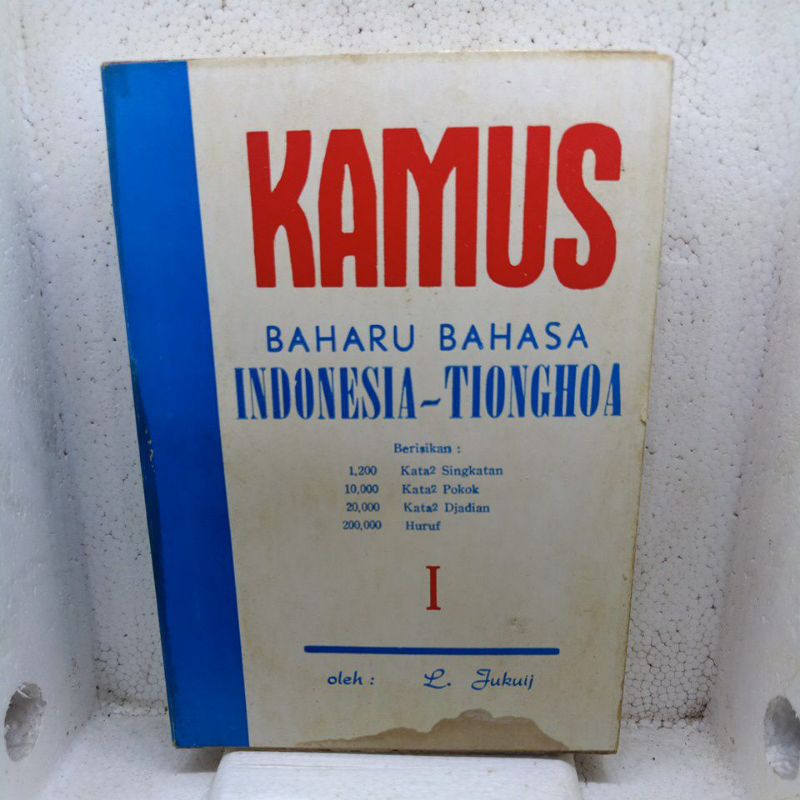 KAMUS
BAHARU BAHASA
INDONESIA-TIONGHOA
Berisikan :
1,200 Kata2 Singkatan
10,000 Kata2 Pokok
20,000 Kata2 Djadian
200,000 Huruf
I
oleh : L. Jukuij